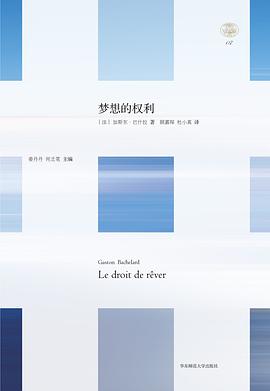 08
梦想的权利
［法］加斯东·巴什拉 著 顾嘉琛 杜小真 译
姜丹丹 何乏笔 主编
Gaston Bachelard
Le droit de rêver
华东师范大学出版社